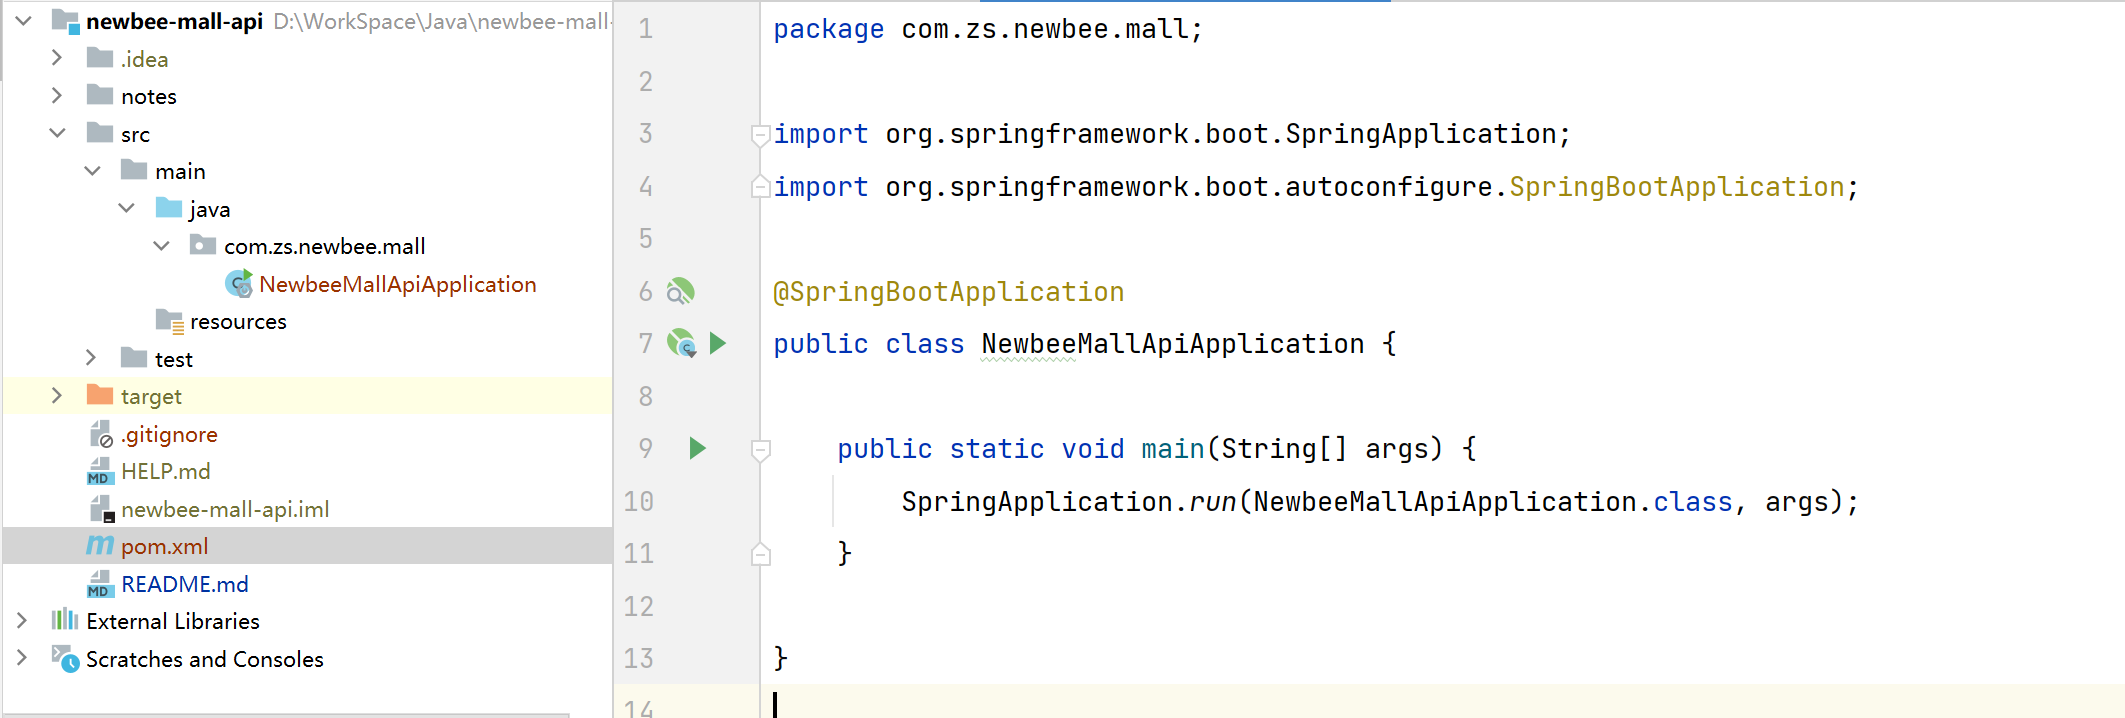 newbee-mall-api D:\WorkSpace\Java\newbee-mall-
.idea
notes
src
main
java
com.zs.newbee.mall
NewbeeMallApiApplication
resources
test
target
.gitignore
HELP.md
newbee-mall-api.iml
pom.xml
README.md
External Libraries
Scratches and Consoles
1 package com.zs.newbee.mall;
2
3 import org.springframework.boot.SpringApplication;
4 import org.springframework.boot.autoconfigure.SpringBootApplication;
5
6 @SpringBootApplication
7 public class NewbeeMallApiApplication {
8
9 public static void main(String[] args) {
10 SpringApplication.run(NewbeeMallApiApplication.class, args);
11 }
12
13 }
14